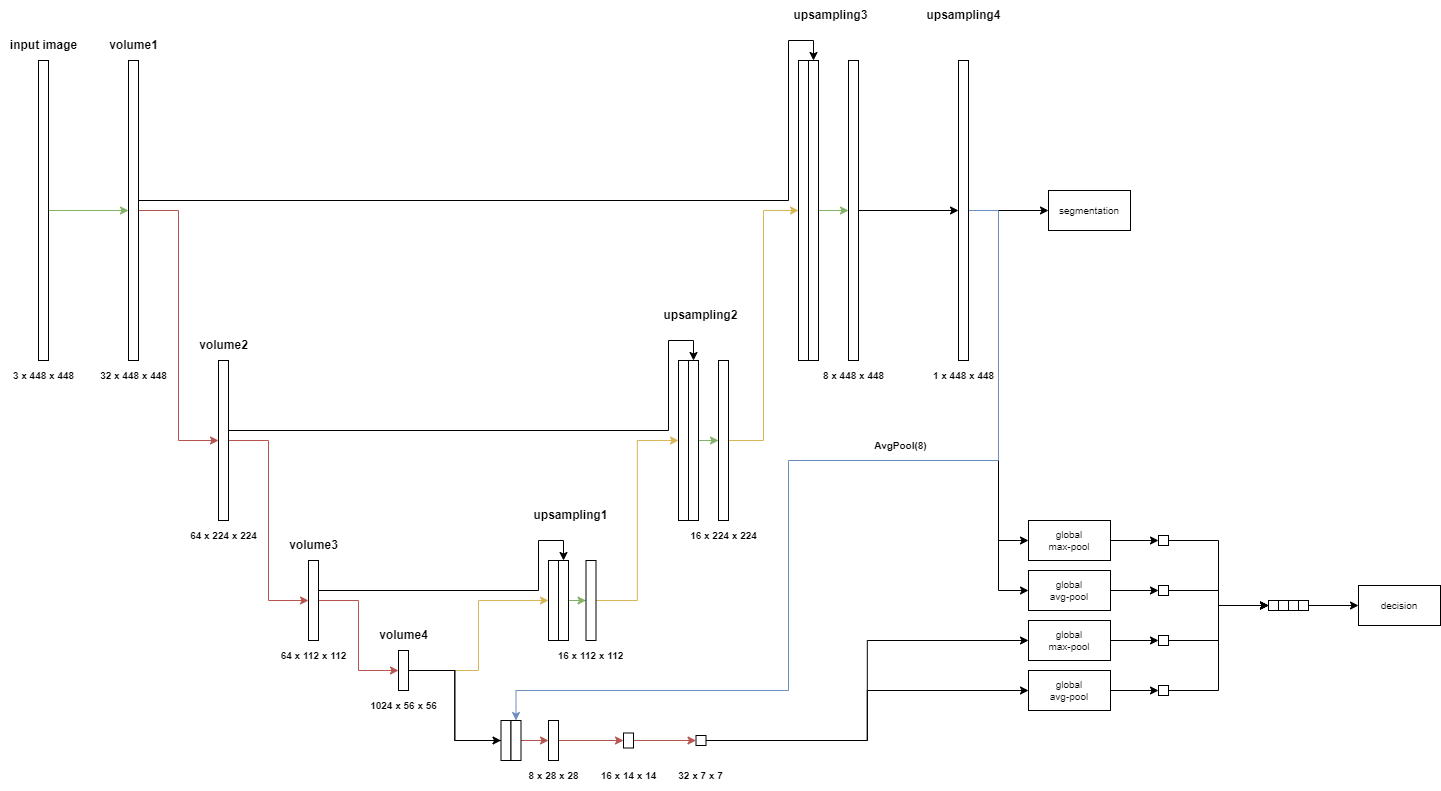 upsampling3
upsampling4
input image
volume1
segmentation
upsampling2
volume2
3 x 448 x 448
32 x 448 x 448
8 x 448 x 448
1 x 448 x 448
AvgPool(8)
upsampling1
64 x 224 x 224
16 x 224 x 224
volume3
global
max-pool
global
avg-pool
decision
volume4
global
max-pool
64 x 112 x 112
16 x 112 x 112
global
avg-pool
1024 x 56 x 56
8 x 28 x 28
16 x 14 x 14
32 x 7 x 7